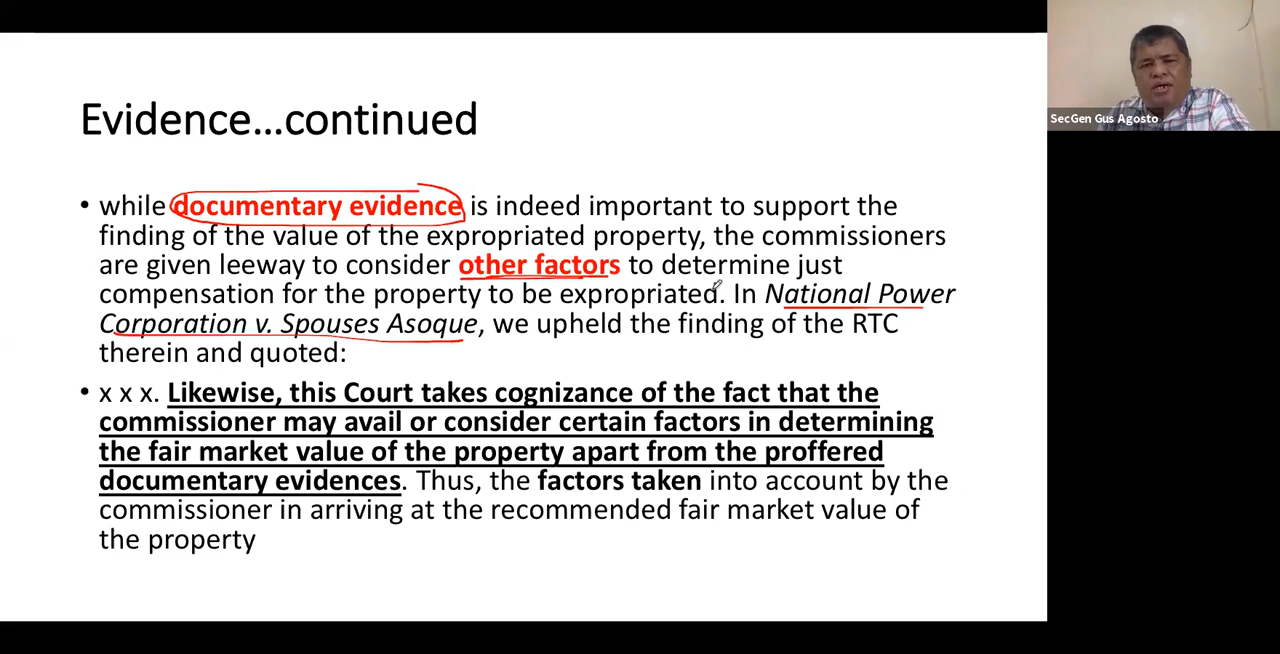 Evidence...continued
• while documentary evidence is indeed important to support the
finding of the value of the expropriated property, the commissioners
are given leeway to consider other factors to determine just
compensation for the property to be expropriated. In National Power
Corporation v. Spouses Asoque, we upheld the finding of the RTC
therein and quoted:
• x x x. Likewise, this Court takes cognizance of the fact that the
commissioner may avail or consider certain factors in determining
the fair market value of the property apart from the proffered
documentary evidences. Thus, the factors taken into account by the
commissioner in arriving at the recommended fair market value of
the property
SecGen Gus Agosto